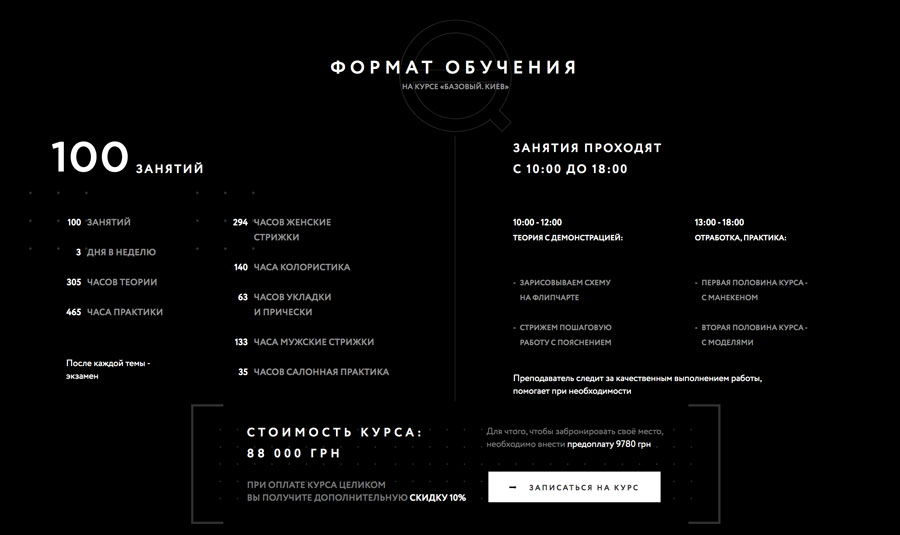 ФОРМАТ ОБУЧЕНИЯ
НА КУРСЕ «БАЗОВЫЙ. КИЕВ»
100 ЗАНЯТИЙ
100 ЗАНЯТИЙ
3 ДНЯ В НЕДЕЛЮ
305 ЧАСОВ ТЕОРИИ
465 ЧАСА ПРАКТИКИ
После каждой темы -
экзамен
294 ЧАСОВ ЖЕНСКИЕ
СТРИЖКИ
140 ЧАСА КОЛОРИСТИКА
63 ЧАСОВ УКЛАДКИ
И ПРИЧЕСКИ
133 ЧАСА МУЖСКИЕ СТРИЖКИ
35 ЧАСОВ САЛОННАЯ ПРАКТИКА
ЗАНЯТИЯ ПРОХОДЯТ
С 10:00 ДО 18:00
10:00 - 12:00
ТЕОРИЯ С ДЕМОНСТРАЦИЕЙ:
- ЗАРИСОВЫВАЕМ СХЕМУ
НА ФЛИПЧАРТЕ
- СТРИЖЕМ ПОШАГОВУЮ
РАБОТУ С ПОЯСНЕНИЕМ
13:00 - 18:00
ОТРАБОТКА, ПРАКТИКА:
- ПЕРВАЯ ПОЛОВИНА КУРСА -
С МАНЕКЕНОМ
- ВТОРАЯ ПОЛОВИНА КУРСА -
С МОДЕЛЯМИ
Преподаватель следит за качественным выполнением работы,
помогает при необходимости
СТОИМОСТЬ КУРСА:
88 000 ГРН
ПРИ ОПЛАТЕ КУРСА ЦЕЛИКОМ
ВЫ ПОЛУЧИТЕ ДОПОЛНИТЕЛЬНУЮ СКИДКУ 10%
Для чтого, чтобы забронировать своё место,
необходимо внести предоплату 9780 грн
ЗАПИСАТЬСЯ НА КУРС